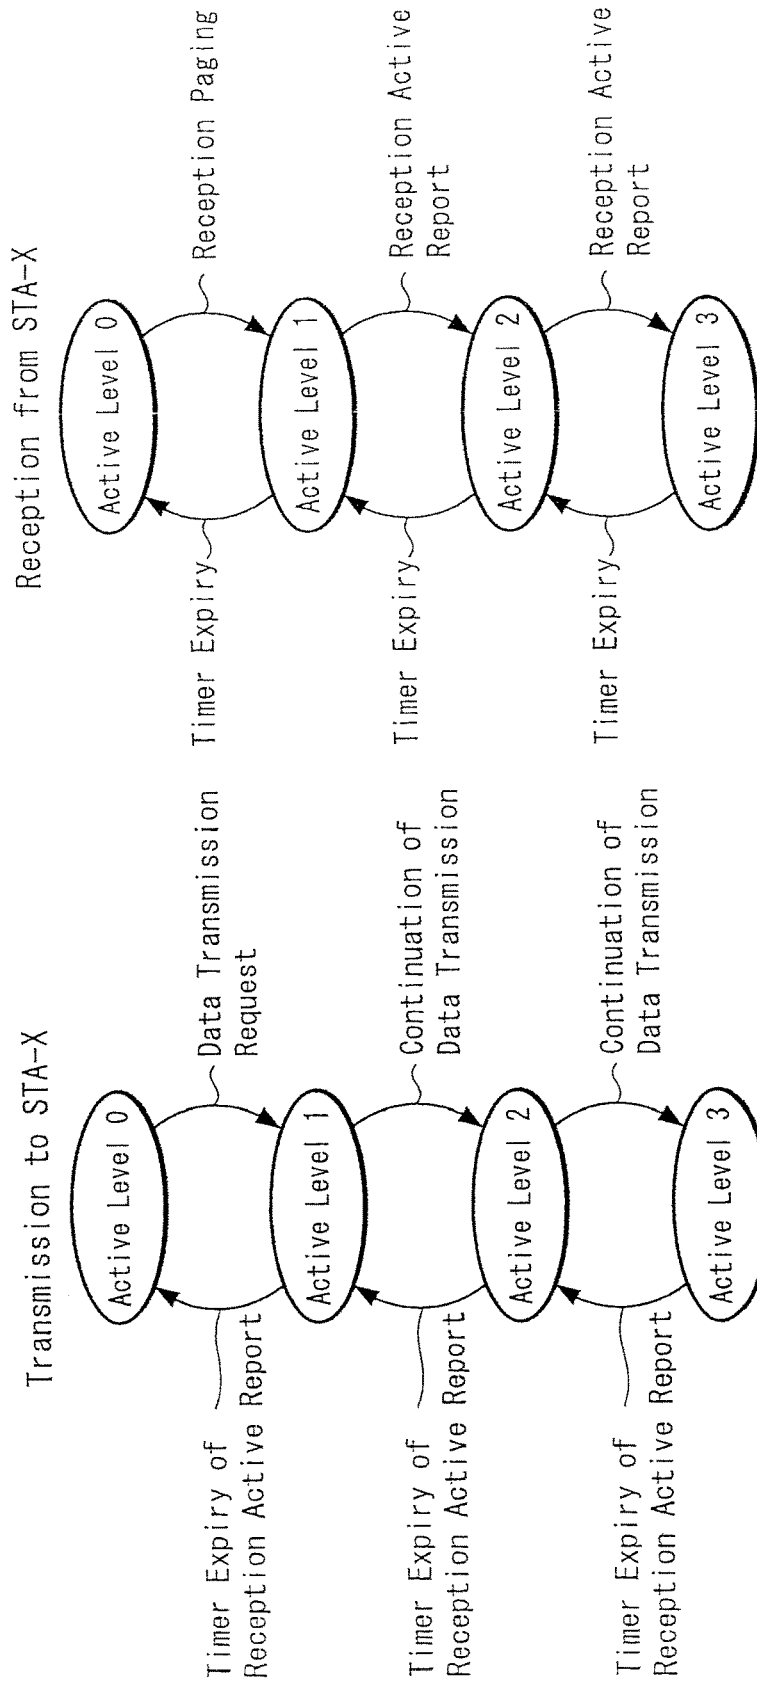 Transmission to STA-X
Active Level 0
Data Transmission
Request
Timer Expiry of
Reception Active Report
Active Level 1
Continuation of
Data Transmission
Timer Expiry of
Reception Active Report
Active Level 2
Continuation of
Data Transmission
Timer Expiry of
Reception Active Report
Active Level 3
Reception from STA-X
Active Level 0
Reception Paging
Timer Expiry
Active Level 1
Reception Active
Report
Timer Expiry
Active Level 2
Reception Active
Report
Timer Expiry
Active Level 3